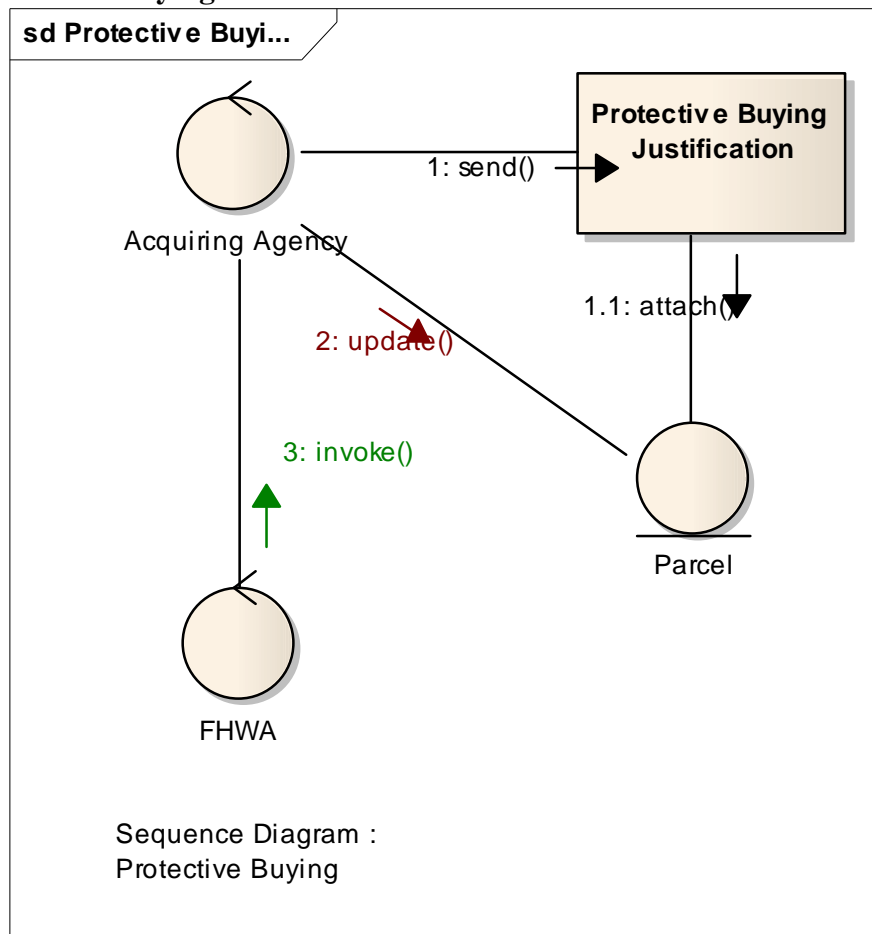 sd Protective Buyi...
Protective Buying
Justification
1: send()
Acquiring Agency
1.1: attach()
2: update()
3: invoke()
Parcel
FHWA
Sequence Diagram :
Protective Buying